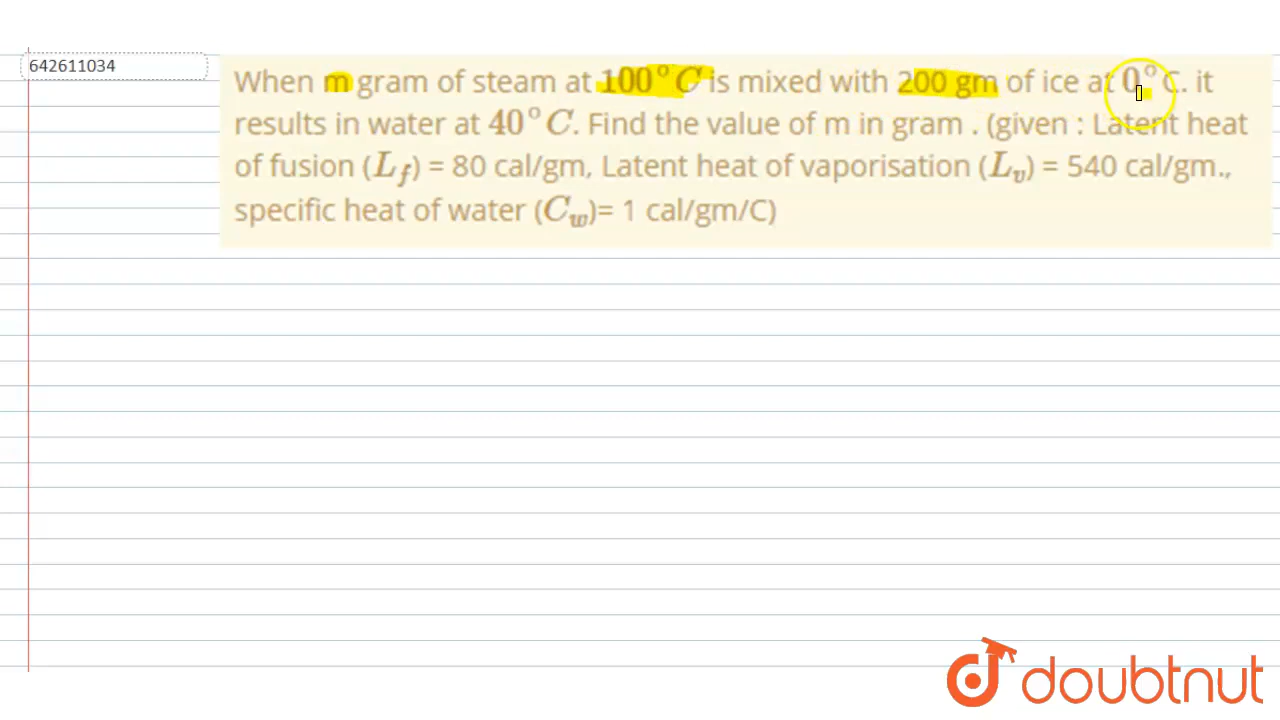 642611034
When m gram of steam at 100°C is mixed with 200 gm of ice at 0°C. it
results in water at 40°C. Find the value of m in gram . (given : Latent heat
of fusion (L_f) = 80 cal/gm, Latent heat of vaporisation (L_v) = 540 cal/gm.,
specific heat of water (C_w)= 1 cal/gm/C)
doubtnut